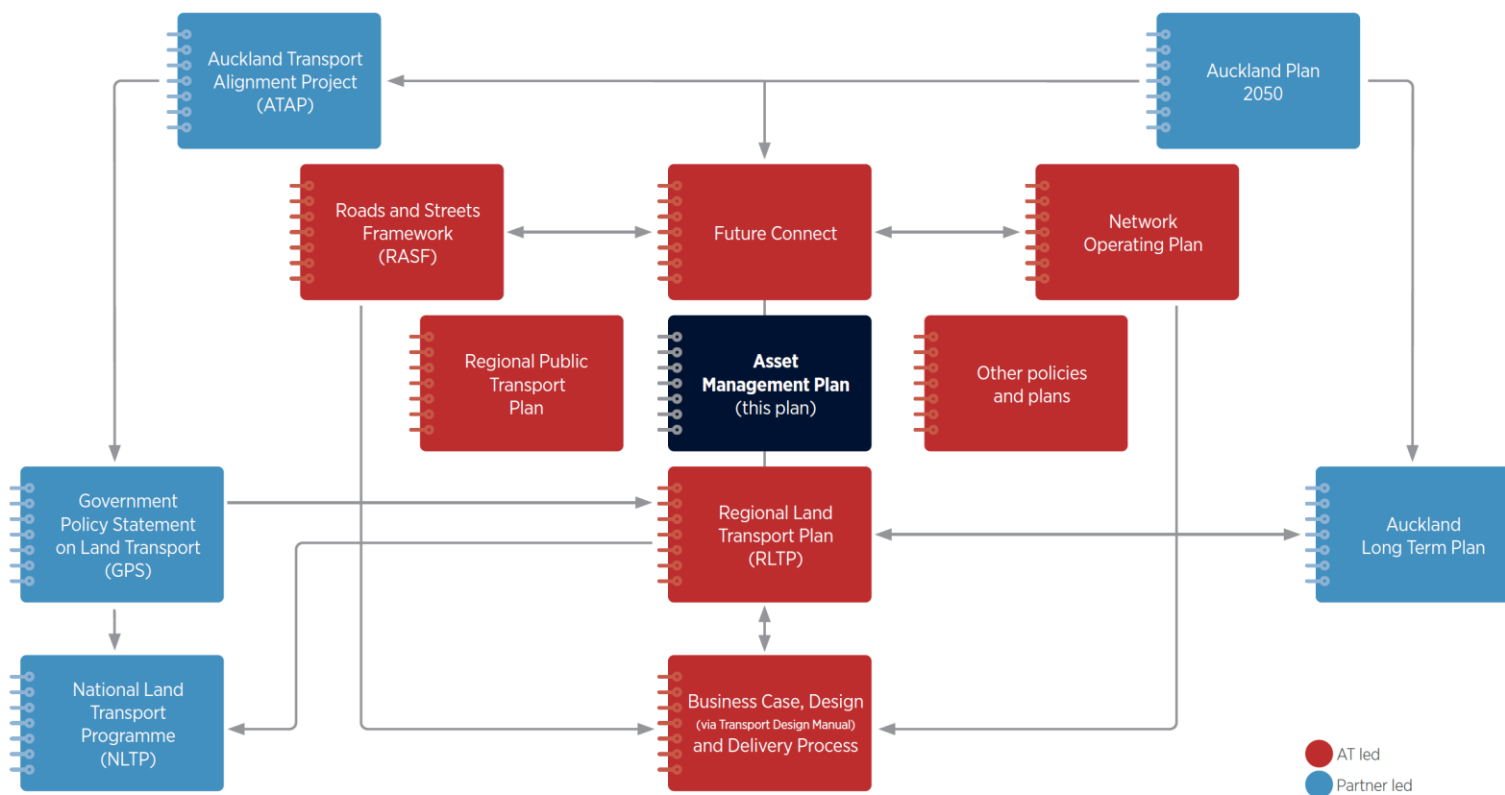 Auckland Transport
Alignment Project
(ATAP)
Auckland Plan
2050
Roads and Streets
Framework
(RASF)
Future Connect
Network
Operating Plan
Regional Public
Transport
Plan
Asset
Management Plan
(this plan)
Other policies
and plans
Government
Policy Statement
on Land Transport
(GPS)
Regional Land
Transport Plan
(RLTP)
Auckland
Long Term Plan
National Land
Transport
Programme
(NLTP)
Business Case, Design
(via Transport Design Manual)
and Delivery Process
AT led
Partner led